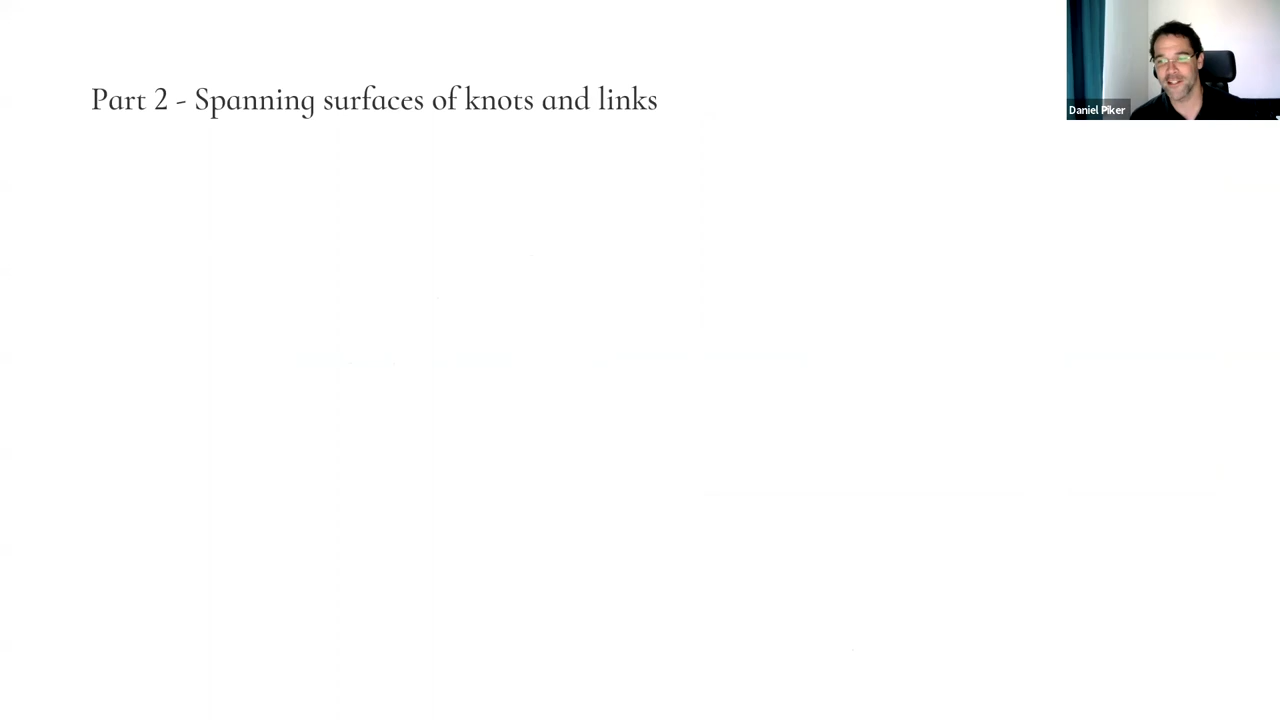 Part 2 - Spanning surfaces of knots and links
Daniel Piker